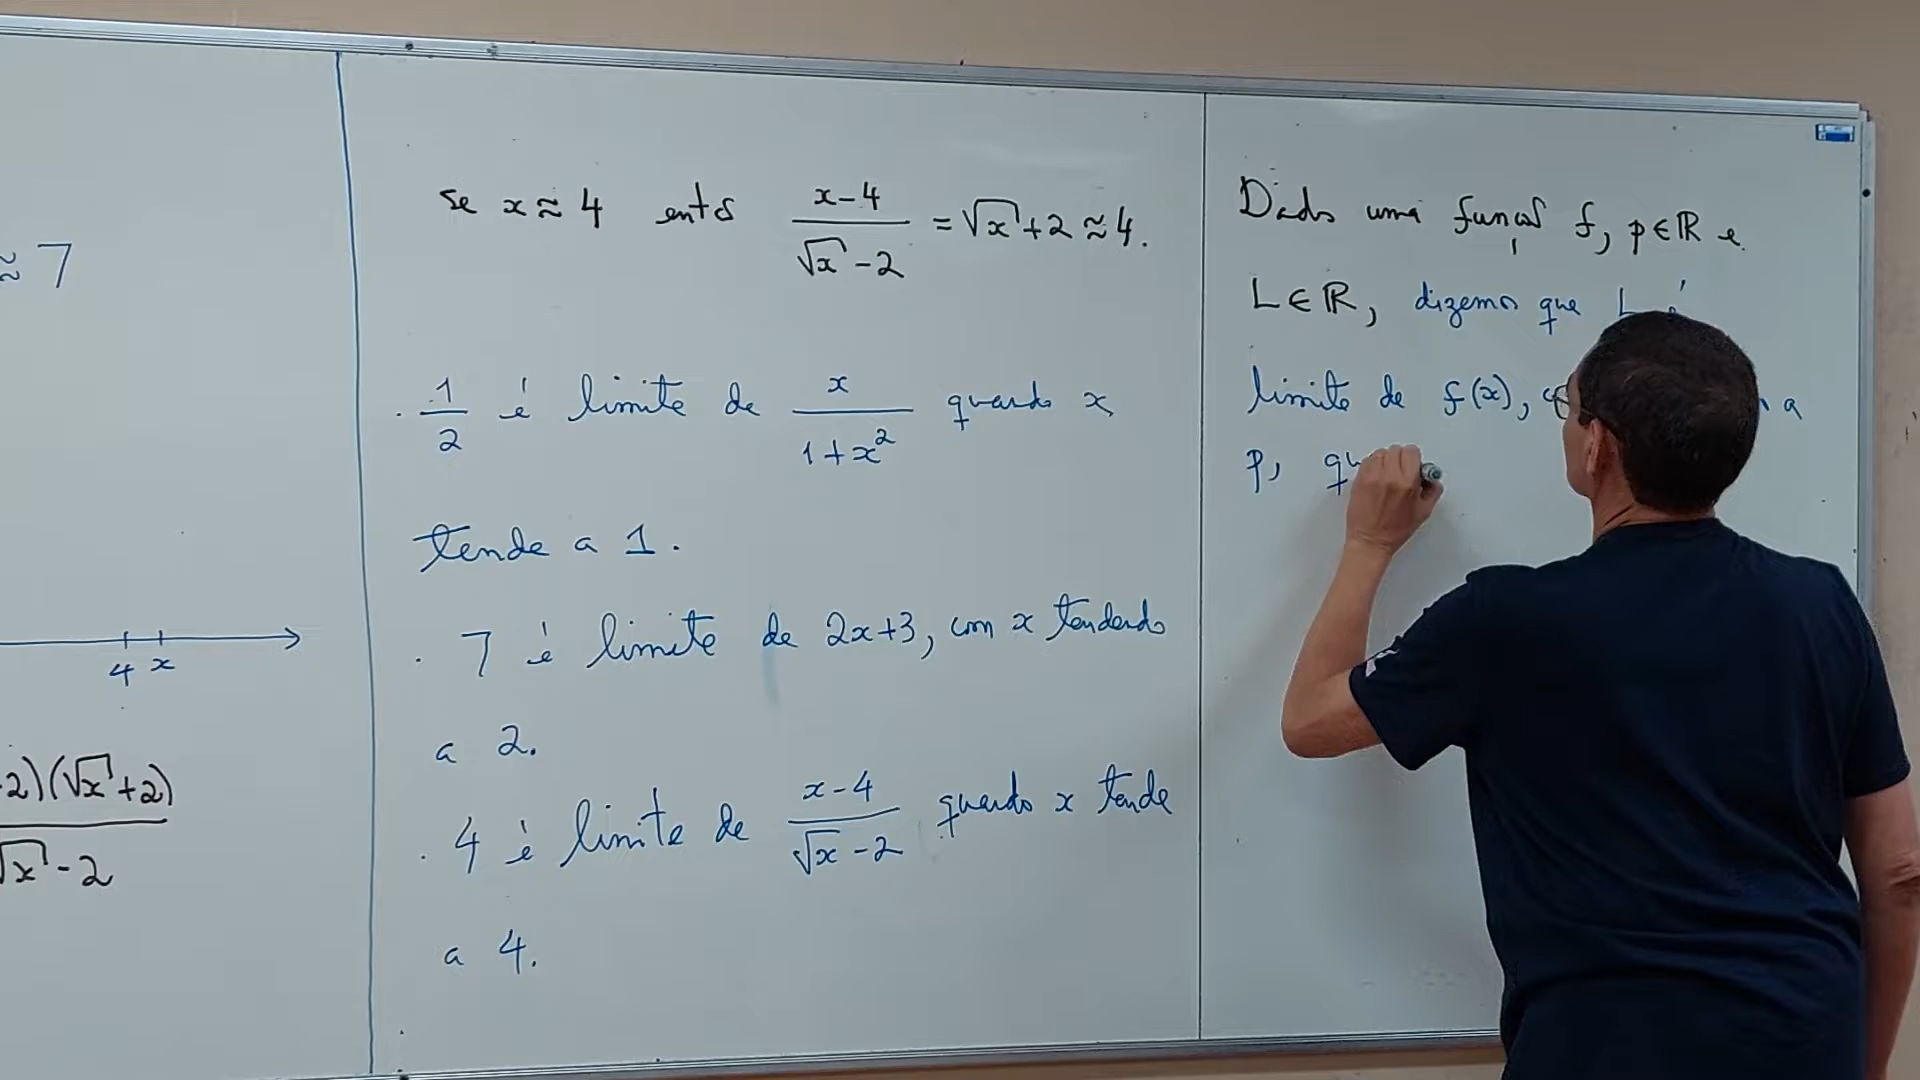 ≈ 7
4 x
2)(√x+2)
√x - 2
se x ≈ 4 então x-4 / √x - 2 = √x + 2 ≈ 4.
. 1/2 é limite de x / 1+x² quando x
tende a 1.
. 7 é limite de 2x+3, com x tendendo
a 2.
. 4 é limite de x-4 / √x - 2 quando x tende
a 4.
Dado uma função f, p∈ℝ e
L∈ℝ, dizemos que L é
limite de f(x), a
p, qu